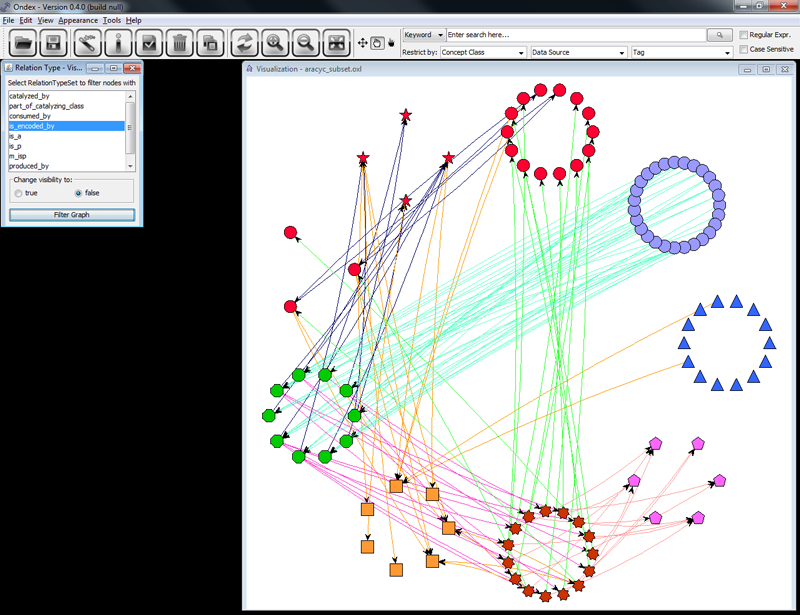 Ondex - Version 0.4.0 (build null)
File Edit View Appearance Tools Help
Keyword Enter search here... Regular Expr.
Restrict by: Concept Class Data Source Tag Case Sensitive
Relation Type - Vis...
Select RelationTypeSet to filter nodes with
catalyzed_by
part_of_catalyzing_class
consumed_by
is_encoded_by
is_a
is_p
m_isp
produced_by
Change visibility to:
true false
Filter Graph
Visualization - aracyc_subset.oxl